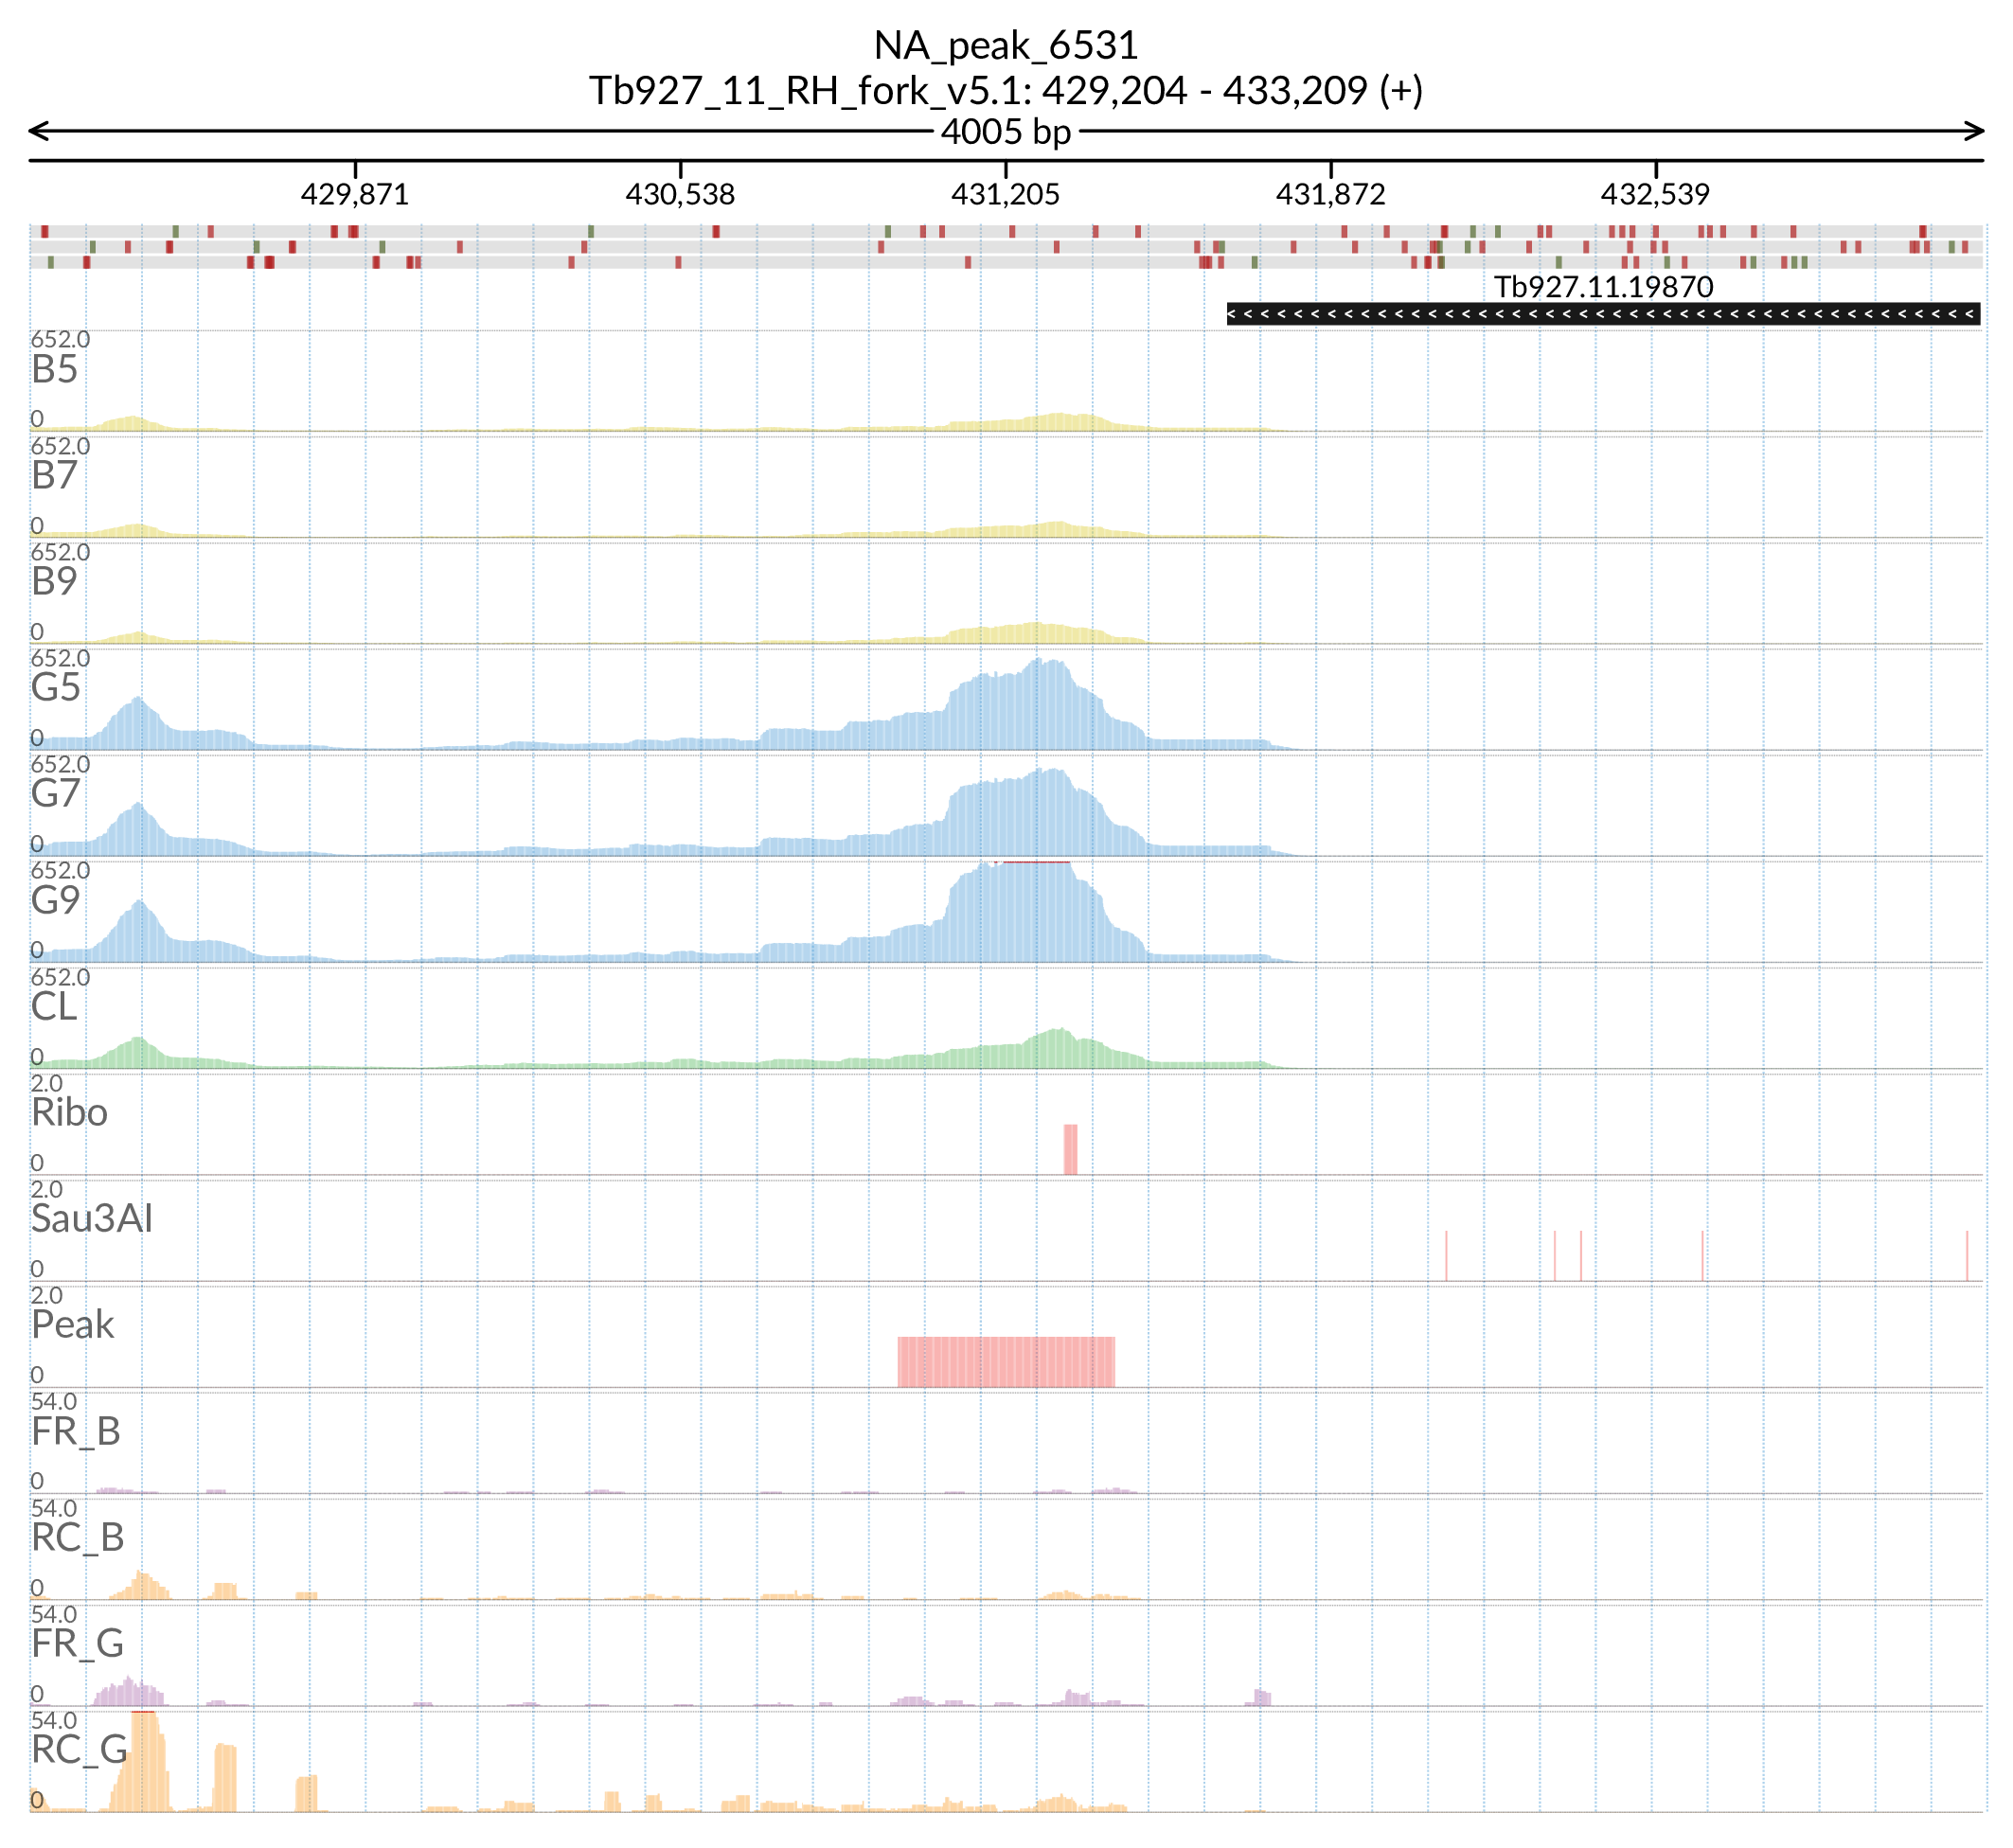 NA_peak_6531
Tb927_11_RH_fork_v5.1: 429,204 - 433,209 (+)
4005 bp
429,871 430,538 431,205 431,872 432,539
Tb927.11.19870
652.0
B5
0
652.0
B7
0
652.0
B9
0
652.0
G5
0
652.0
G7
0
652.0
G9
0
652.0
CL
0
2.0
Ribo
0
2.0
Sau3AI
0
2.0
Peak
0
54.0
FR_B
0
54.0
RC_B
0
54.0
FR_G
0
54.0
RC_G
0